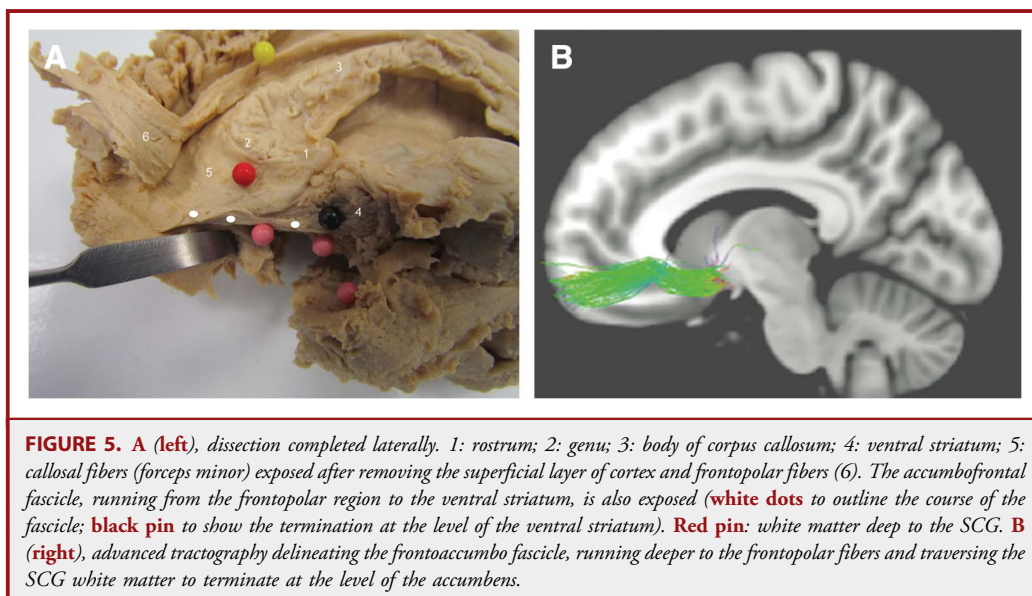 A
B
3
6
2
1
5
4
FIGURE 5. A (left), dissection completed laterally. 1: rostrum; 2: genu; 3: body of corpus callosum; 4: ventral striatum; 5:
callosal fibers (forceps minor) exposed after removing the superficial layer of cortex and frontopolar fibers (6). The accumbofrontal
fascicle, running from the frontopolar region to the ventral striatum, is also exposed (white dots to outline the course of the
fascicle; black pin to show the termination at the level of the ventral striatum). Red pin: white matter deep to the SCG. B
(right), advanced tractography delineating the frontoaccumbo fascicle, running deeper to the frontopolar fibers and traversing the
SCG white matter to terminate at the level of the accumbens.